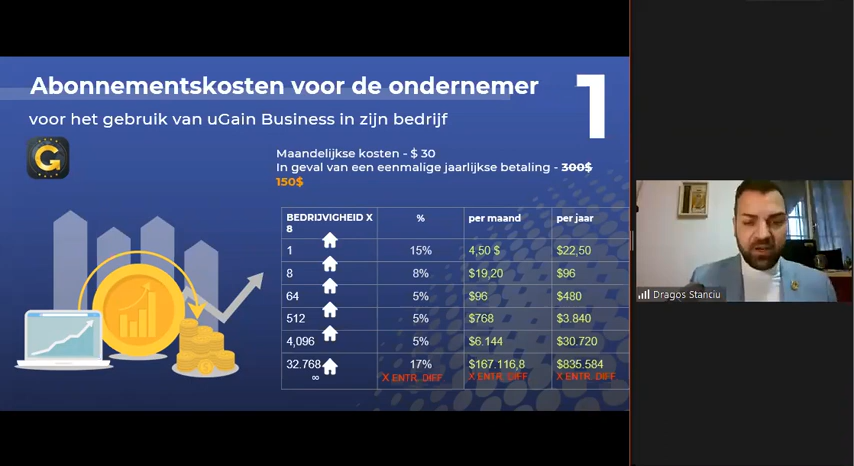 Abonnementskosten voor de ondernemer
1
voor het gebruik van uGain Business in zijn bedrijf
G
Maandelijkse kosten - $ 30
In geval van een eenmalige jaarlijkse betaling - 300$
150$
BEDRIJVIGHEID X % per maand per jaar
8
1 15% 4,50 $ $22,50
8 8% $19,20 $96
64 5% $96 $480
512 5% $768 $3.840
4,096 5% $6.144 $30.720
32.768 17% $167.116,8 $835.584
∞ X ENTR. DIFF X ENTR. DIFF X ENTR. DIFF
Dragos Stanciu